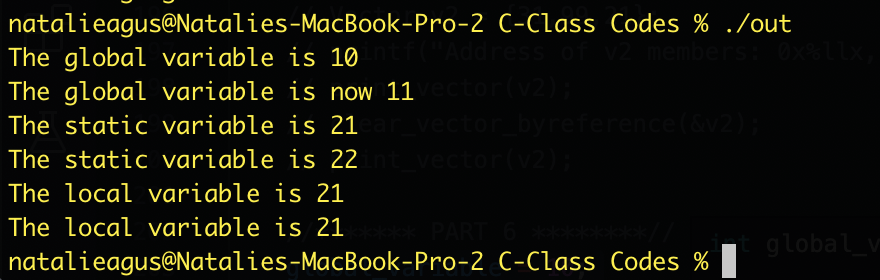 natalieagus@Natalies-MacBook-Pro-2 C-Class Codes % ./out
The global variable is 10
The global variable is now 11
The static variable is 21
The static variable is 22
The local variable is 21
The local variable is 21
natalieagus@Natalies-MacBook-Pro-2 C-Class Codes %